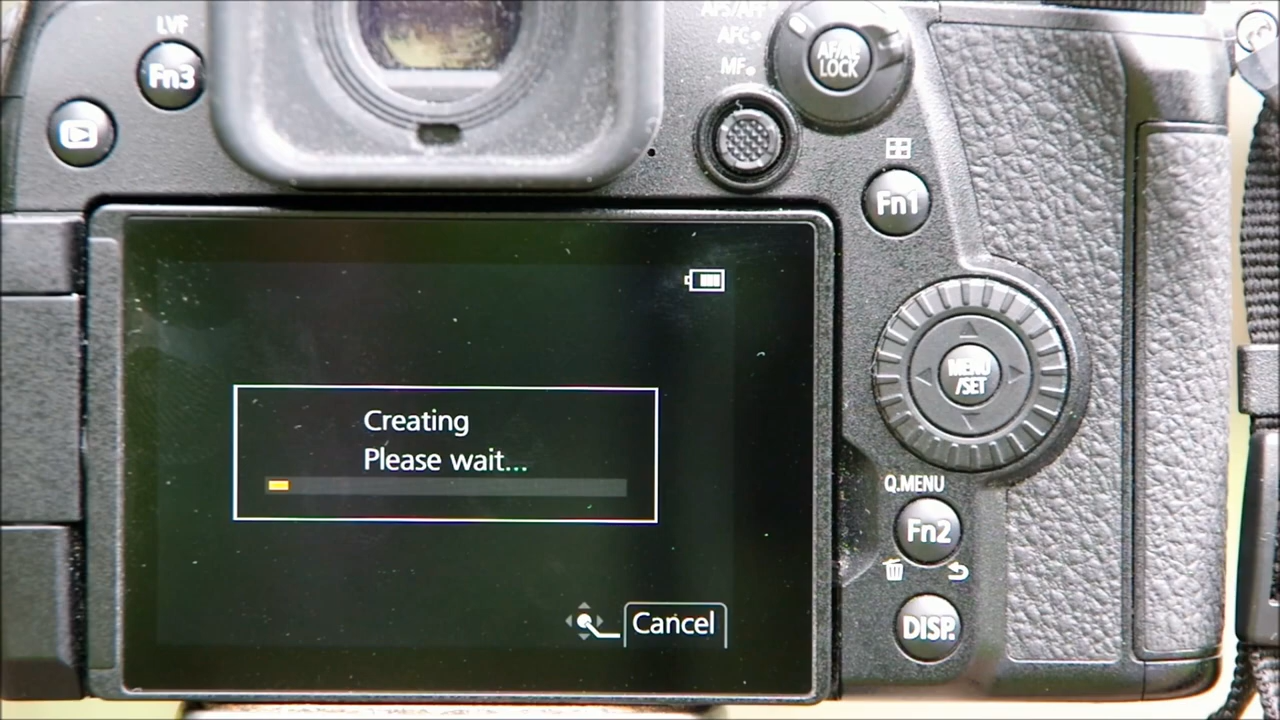 LVF
Fn3
AFS/AFF
AFC
MF
AF/AE
LOCK
Fn1
MENU
/SET
Creating
Please wait...
Q.MENU
Fn2
Cancel
DISP.